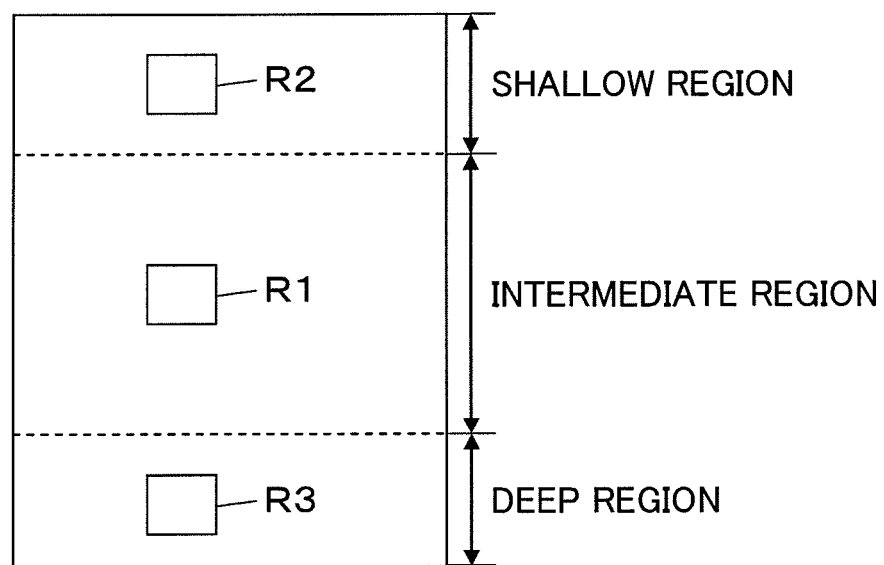 R2 SHALLOW REGION
R1 INTERMEDIATE REGION
R3 DEEP REGION